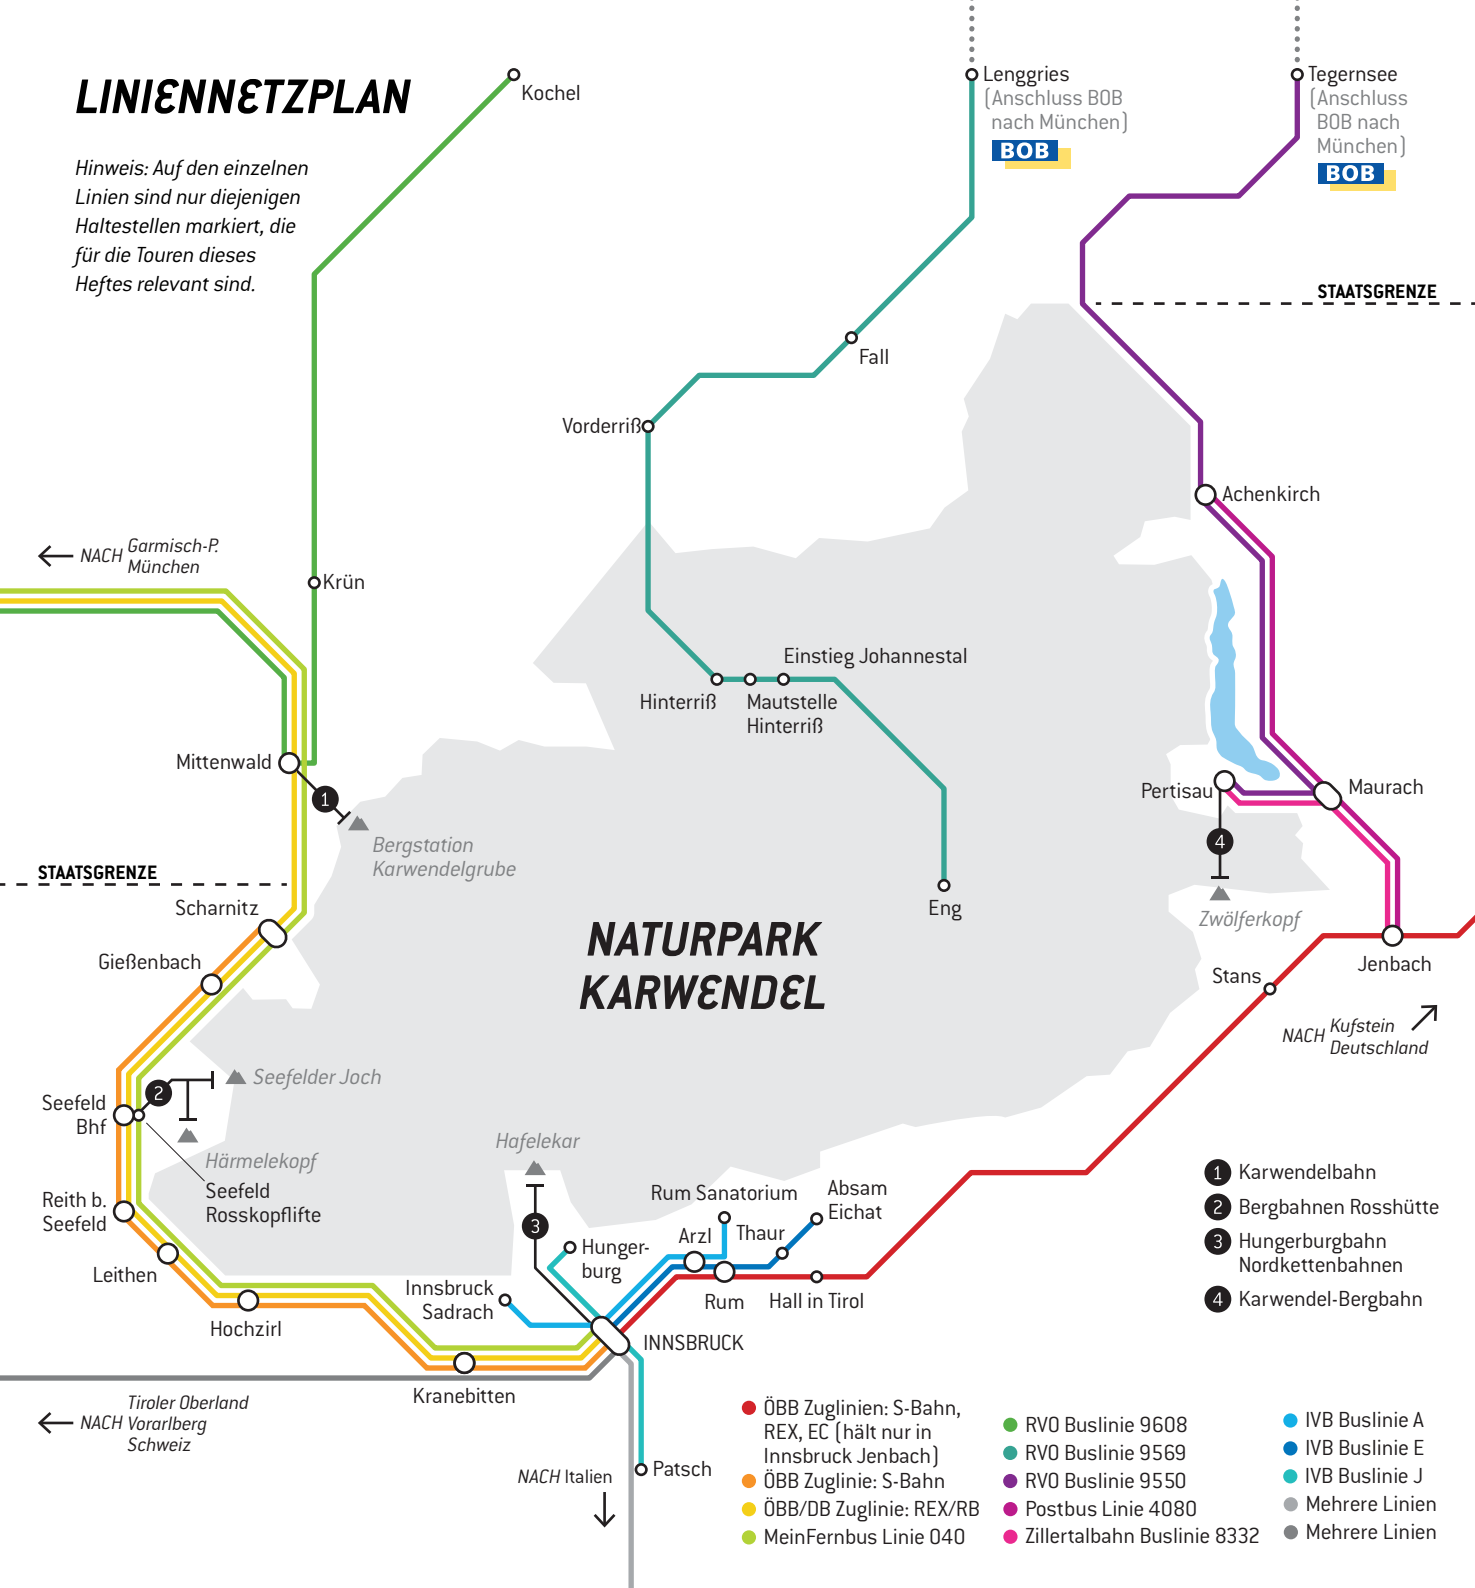 LINIENNETZPLAN
Hinweis: Auf den einzelnen
Linien sind nur diejenigen
Haltestellen markiert, die
für die Touren dieses
Heftes relevant sind.
Kochel
Lenggries
(Anschluss BOB
nach München)
BOB
Tegernsee
(Anschluss
BOB nach
München)
BOB
STAATSGRENZE
Fall
Vorderriß
Achenkirch
NACH Garmisch-P.
München
Krün
Einstieg Johannestal
Hinterriß
Mautstelle
Hinterriß
Mittenwald
1
Bergstation
Karwendelgrube
Pertisau
Maurach
4
Zwölferkopf
STAATSGRENZE
Scharnitz
Eng
Gießenbach
NATURPARK
KARWENDEL
Stans
Jenbach
NACH Kufstein
Deutschland
Seefeld
Bhf
2
Seefelder Joch
Härmelekopf
Seefeld
Rosskopflifte
Reith b.
Seefeld
Leithen
Hochzirl
Hafelekar
3
Hunger-
burg
Innsbruck
Sadrach
Rum Sanatorium
Absam
Eichat
Arzl
Thaur
Rum
Hall in Tirol
INNSBRUCK
Kranebitten
Patsch
NACH Tiroler Oberland
Vorarlberg
Schweiz
NACH Italien
1 Karwendelbahn
2 Bergbahnen Rosshütte
3 Hungerburgbahn
Nordkettenbahnen
4 Karwendel-Bergbahn
ÖBB Zuglinien: S-Bahn,
REX, EC (hält nur in
Innsbruck Jenbach)
ÖBB Zuglinie: S-Bahn
ÖBB/DB Zuglinie: REX/RB
MeinFernbus Linie 040
RVO Buslinie 9608
RVO Buslinie 9569
RVO Buslinie 9550
Postbus Linie 4080
Zillertalbahn Buslinie 8332
IVB Buslinie A
IVB Buslinie E
IVB Buslinie J
Mehrere Linien
Mehrere Linien